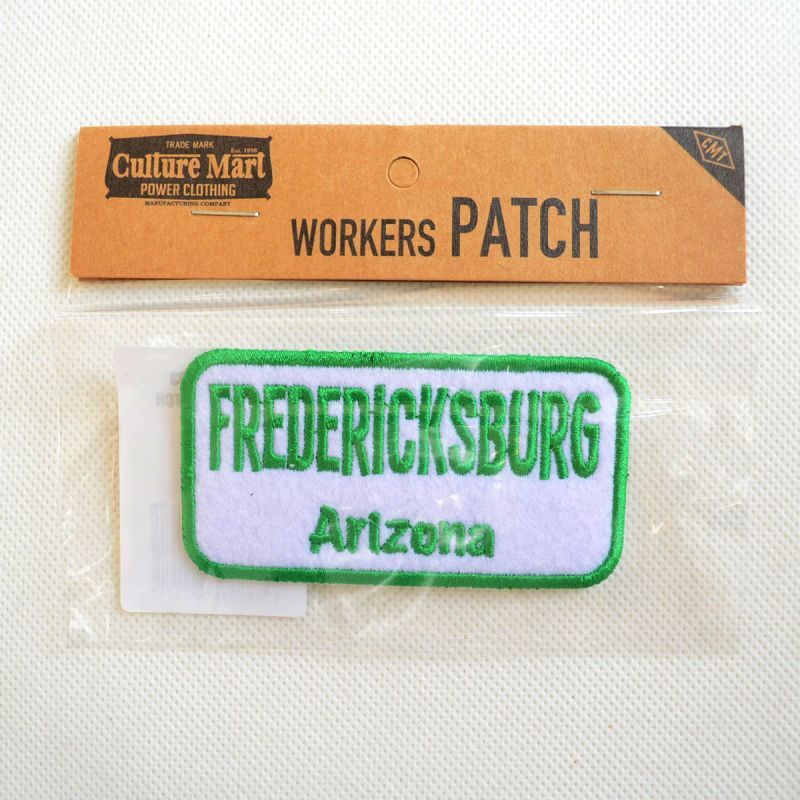 TRADE MARK
Est. 1998
Culture Mart
POWER CLOTHING
MANUFACTURING COMPANY
CMT
WORKERS PATCH
FREDERICKSBURG
Arizona